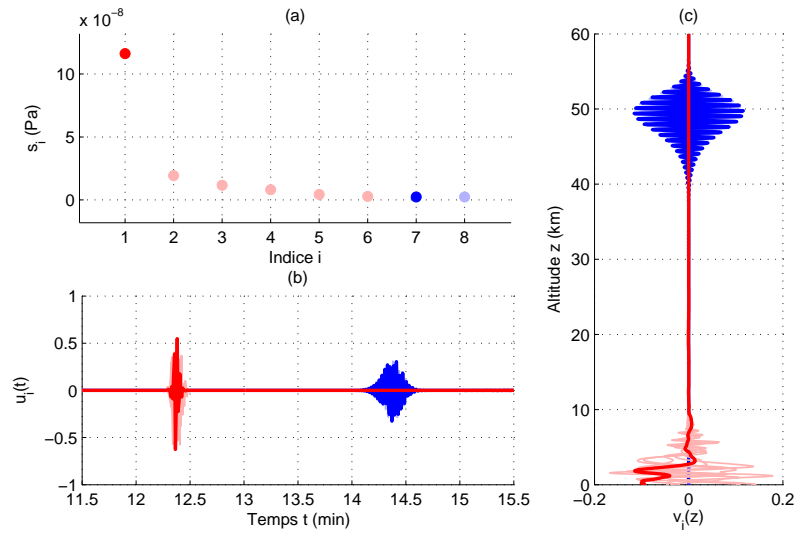 (a)
x 10⁻⁸
10
5
0
s_i (Pa)
1 2 3 4 5 6 7 8
Indice i
(b)
1
0.5
0
−0.5
−1
u_i(t)
11.5 12 12.5 13 13.5 14 14.5 15 15.5
Temps t (min)
(c)
60
50
40
30
20
10
0
Altitude z (km)
−0.2 0 0.2
v_i(z)